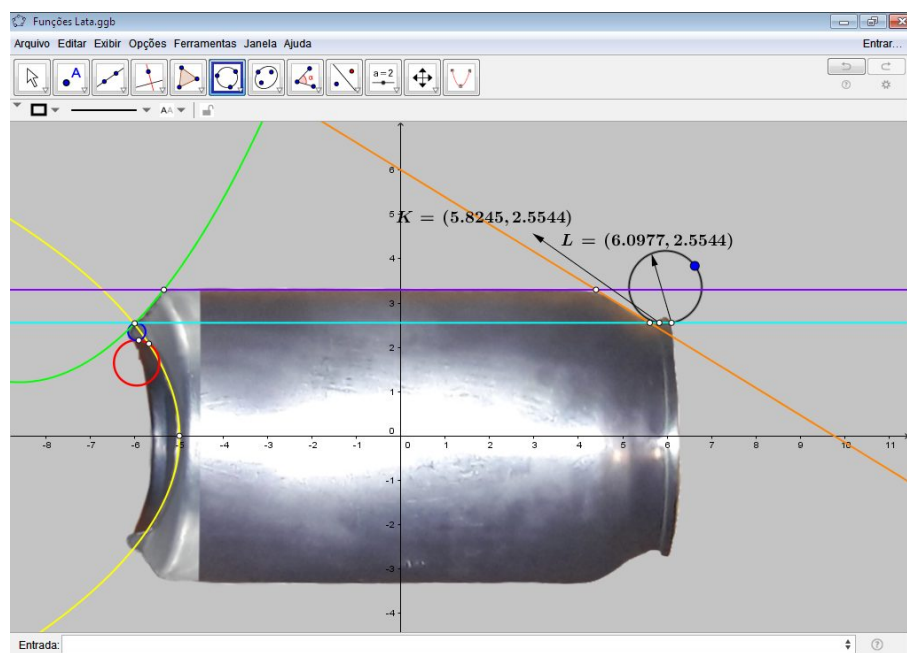 Funções Lata.ggb
Arquivo Editar Exibir Opções Ferramentas Janela Ajuda
Entrar...
A
α
a=2
AA
6
5
K = (5.8245, 2.5544)
L = (6.0977, 2.5544)
4
3
2
1
0
-8 -7 -6 -5 -4 -3 -2 -1 0 1 2 3 4 5 6 7 8 9 10 11
-1
-2
-3
-4
Entrada: